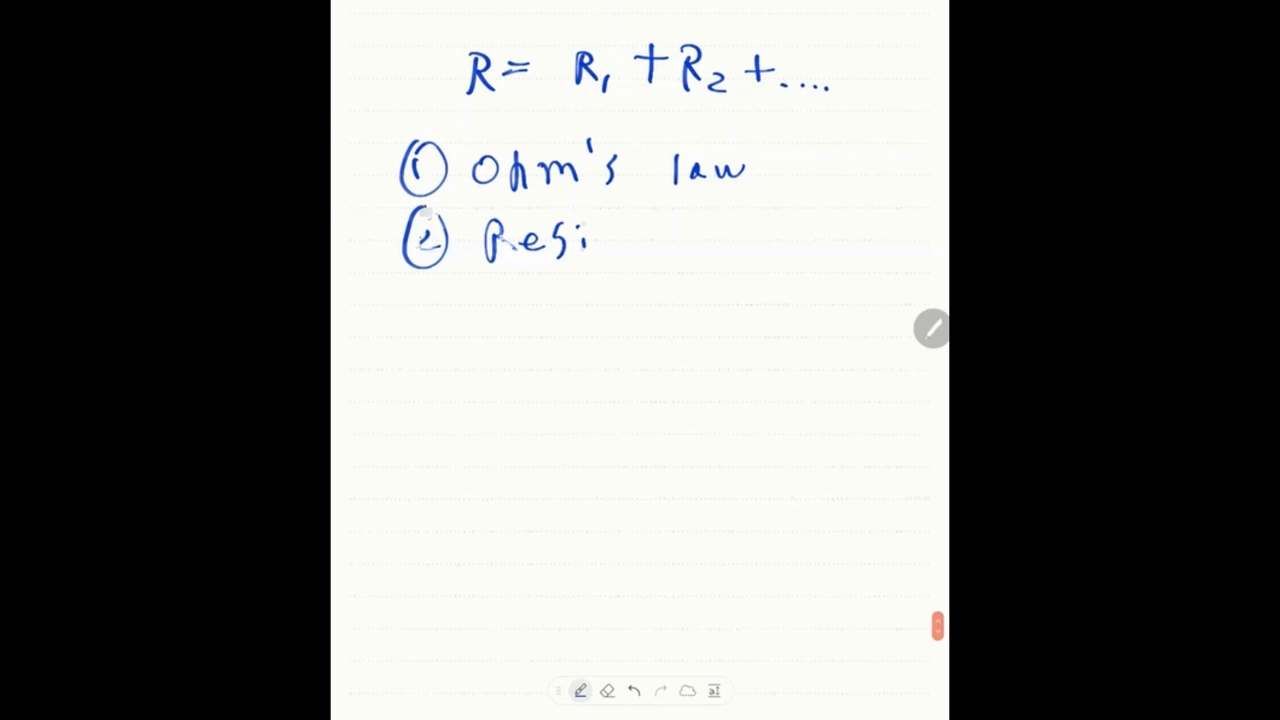 R = R₁ + R₂ + ....
① Ohm's law
② Resi